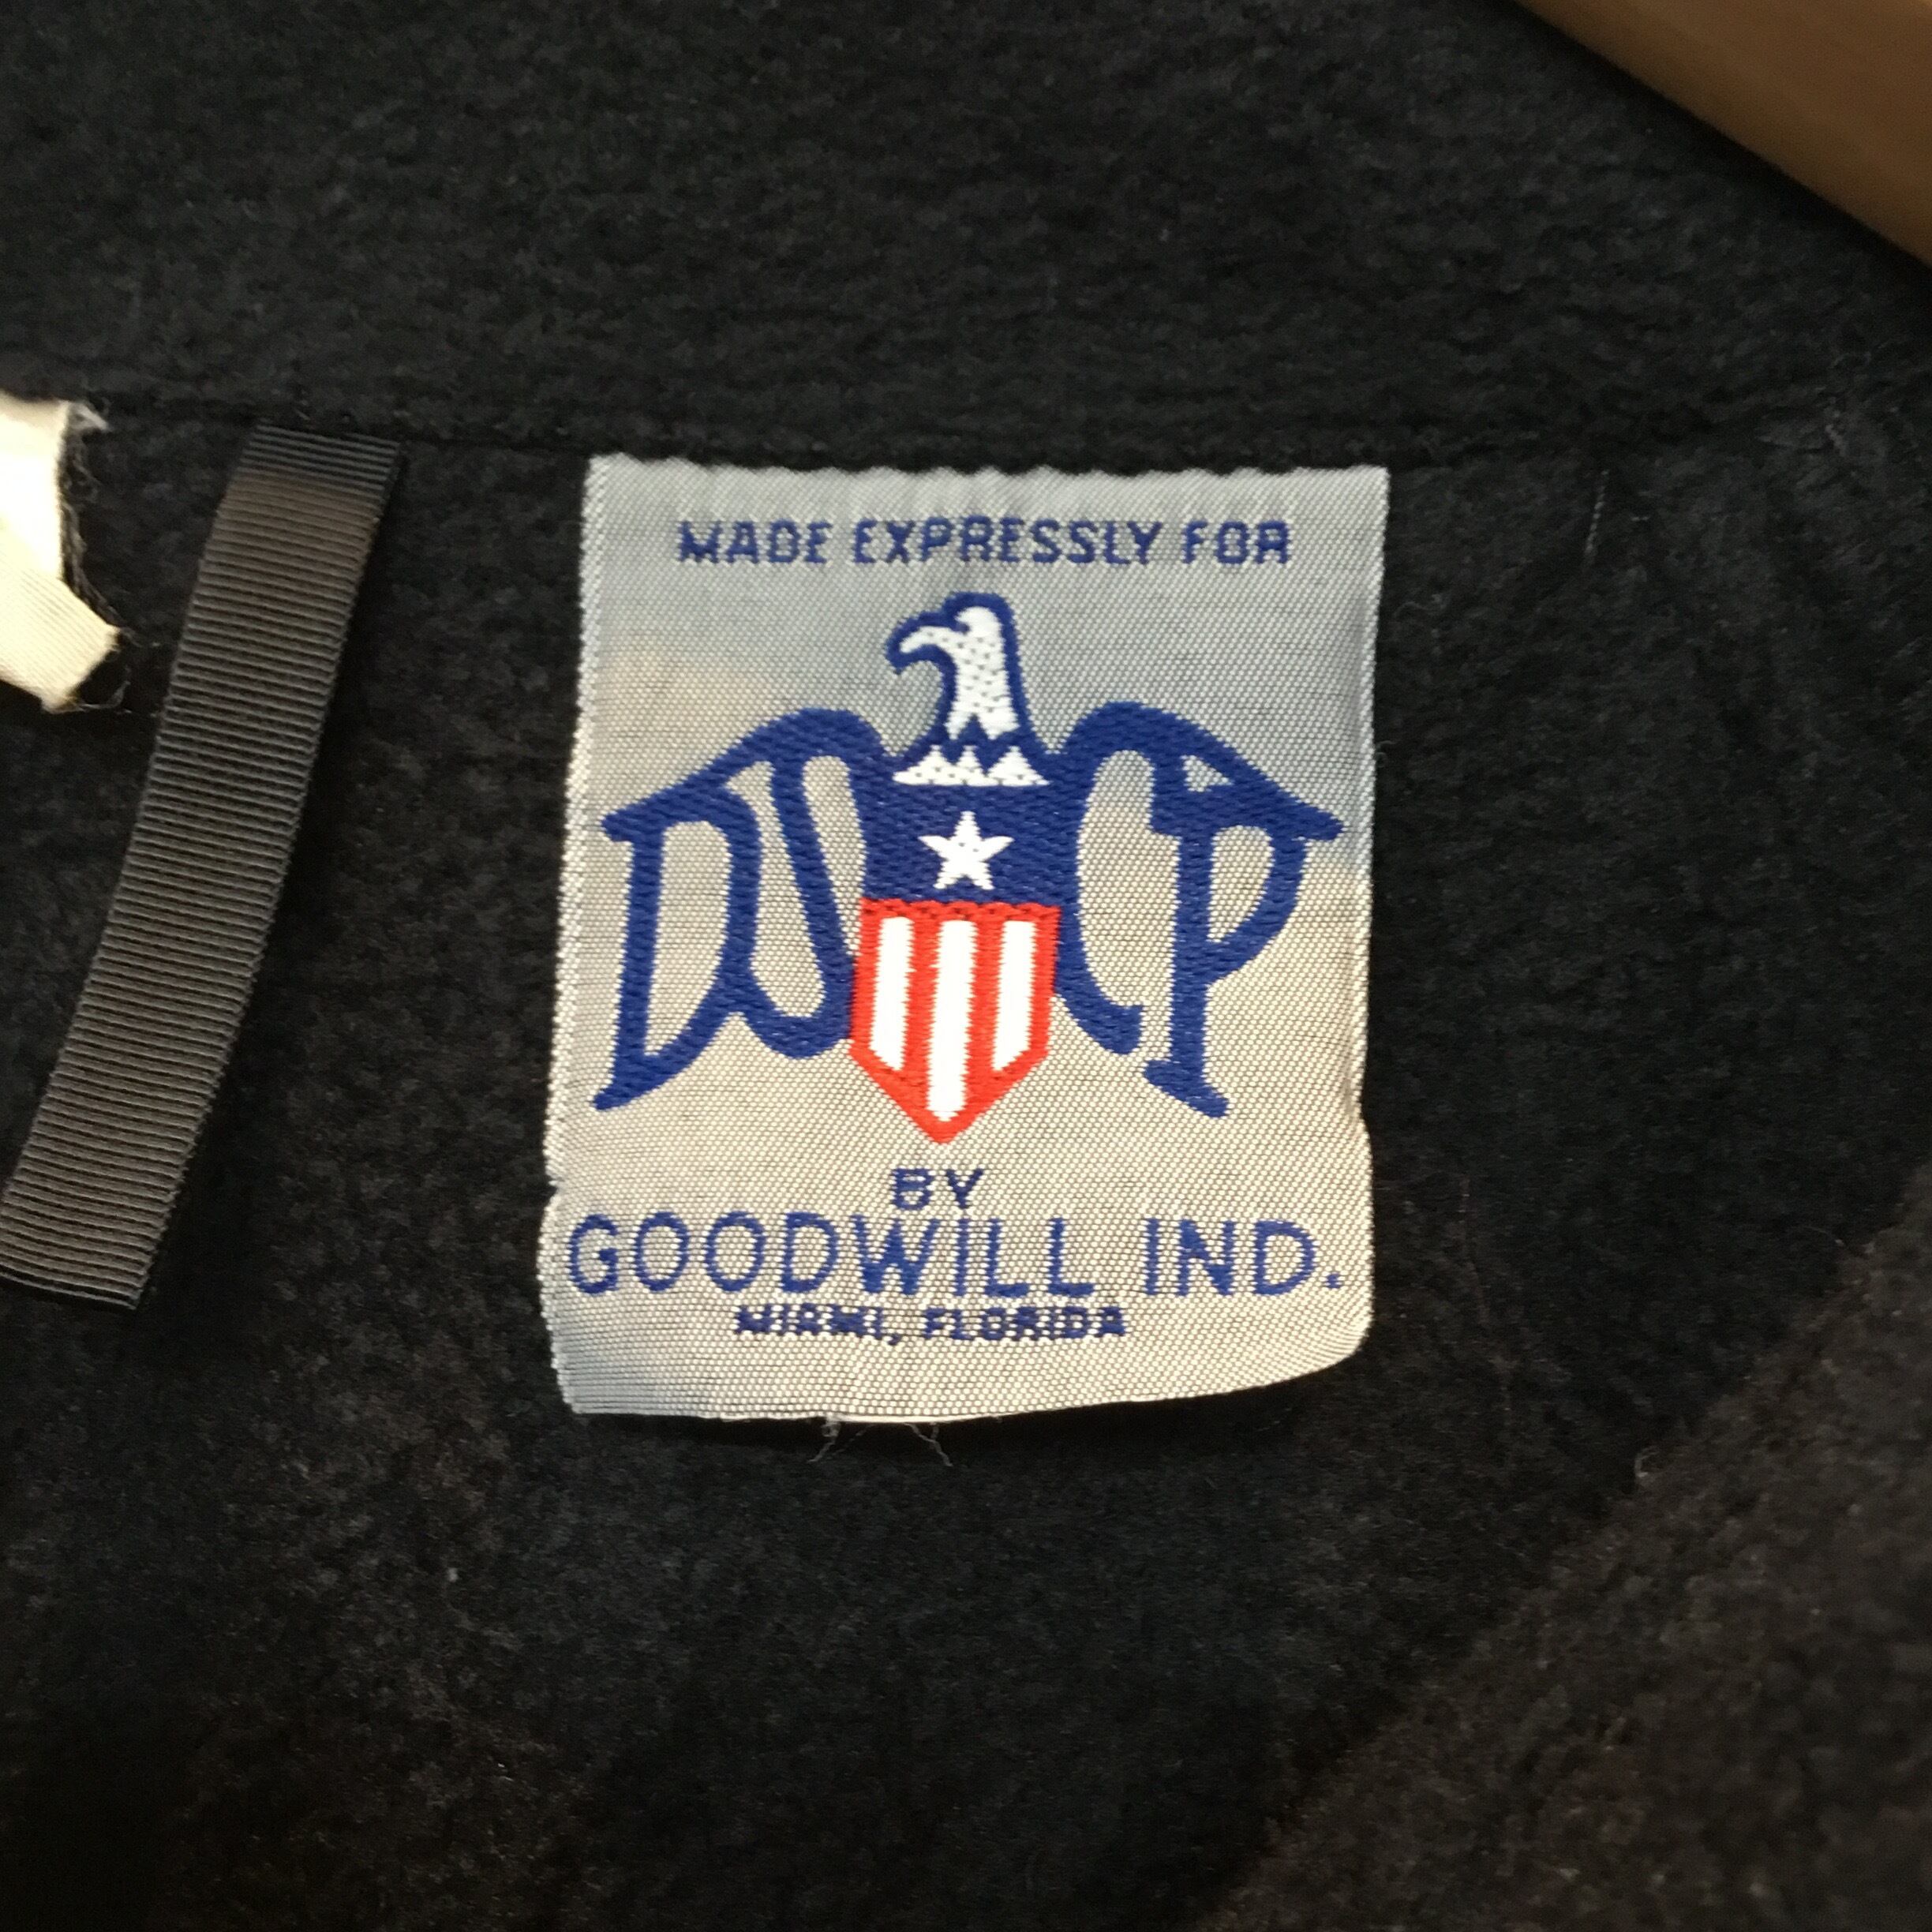 MADE EXPRESSLY FOR
DSCP
BY
GOODWILL IND.
MIAMI, FLORIDA